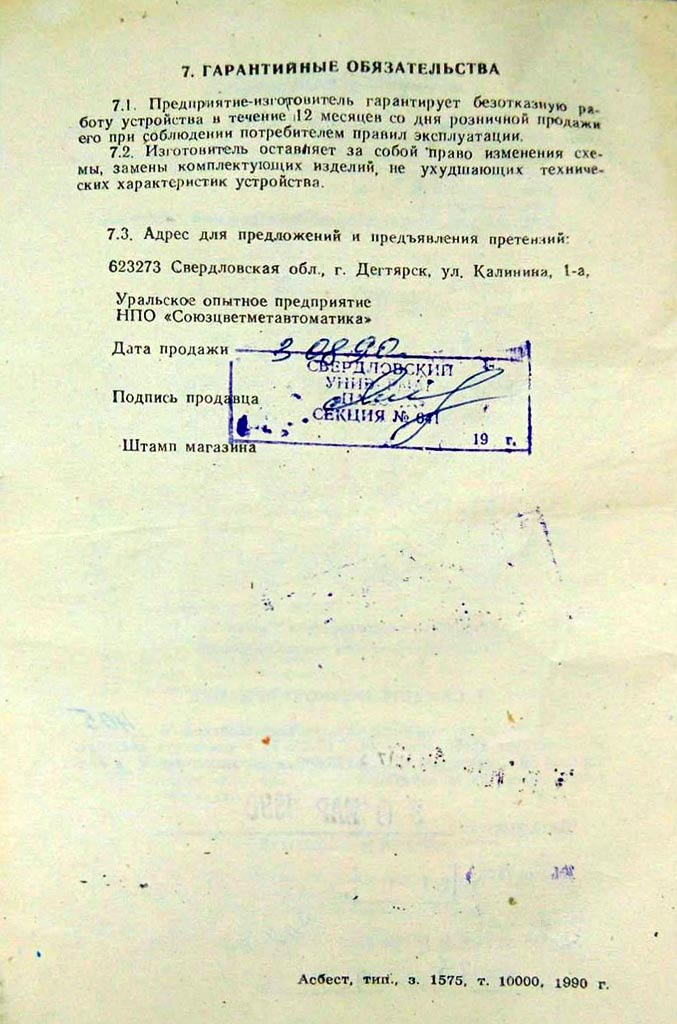 7. ГАРАНТИЙНЫЕ ОБЯЗАТЕЛЬСТВА
7.1. Предприятие-изготовитель гарантирует безотказную ра-
боту устройства в течение 12 месяцев со дня розничной продажи
его при соблюдении потребителем правил эксплуатации.
7.2. Изготовитель оставляет за собой право изменения схе-
мы, замены комплектующих изделий, не ухудшающих техниче-
ских характеристик устройства.
7.3. Адрес для предложений и предъявления претензий:
623273 Свердловская обл., г. Дегтярск, ул. Калинина, 1-а,
Уральское опытное предприятие
НПО «Союзцветметавтоматика»
Дата продажи 3 08 90
СВЕРДЛОВСКИЙ
Подпись продавца
СЕКЦИЯ № 041
19 г.
Штамп магазина
Асбест, тип., з. 1575, т. 10000, 1990 г.